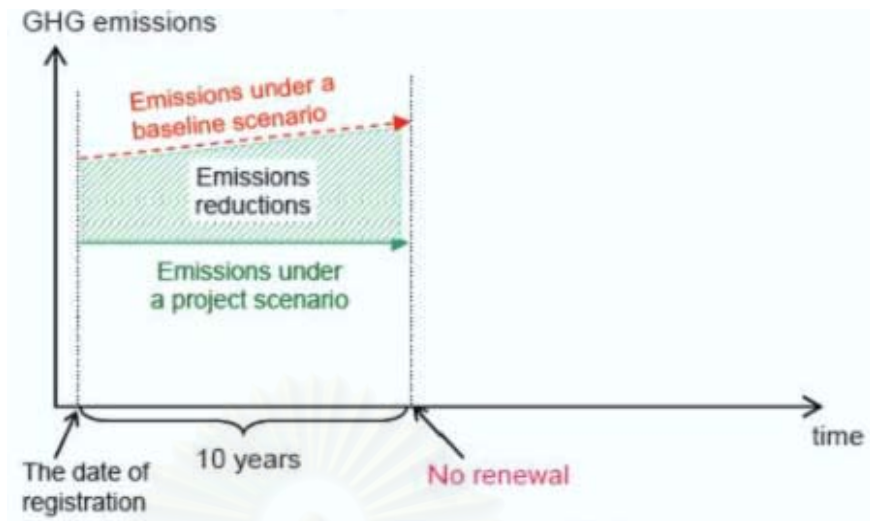 GHG emissions
Emissions under a
baseline scenario
Emissions
reductions
Emissions under
a project scenario
time
10 years
The date of
registration
No renewal